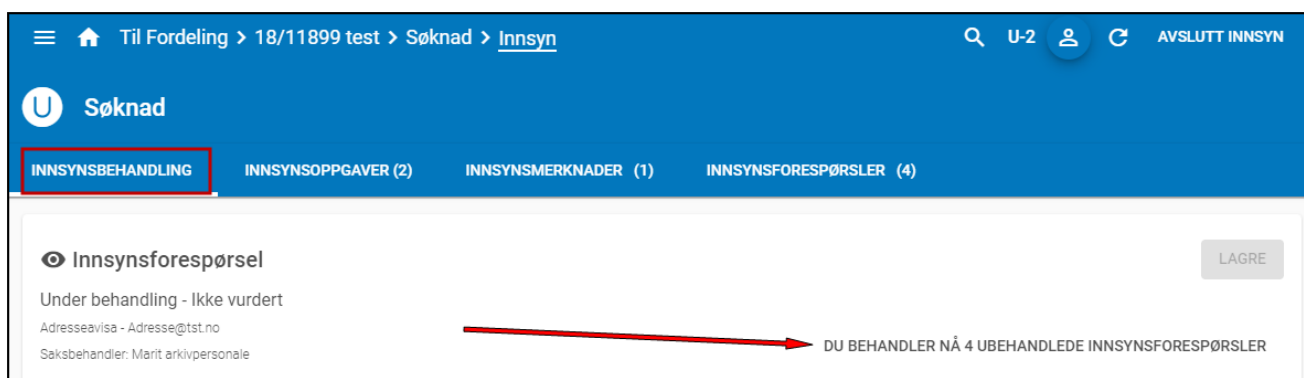 Til Fordeling > 18/11899 test > Søknad > Innsyn U-2 AVSLUTT INNSYN
U Søknad
INNSYNSBEHANDLING INNSYNSOPPGAVER (2) INNSYNSMERKNADER (1) INNSYNSFORESPØRSLER (4)
Innsynsforespørsel LAGRE
Under behandling - Ikke vurdert
Adresseavisa - Adresse@tst.no
DU BEHANDLER NÅ 4 UBEHANDLEDE INNSYNSFORESPØRSLER
Saksbehandler: Marit arkivpersonale